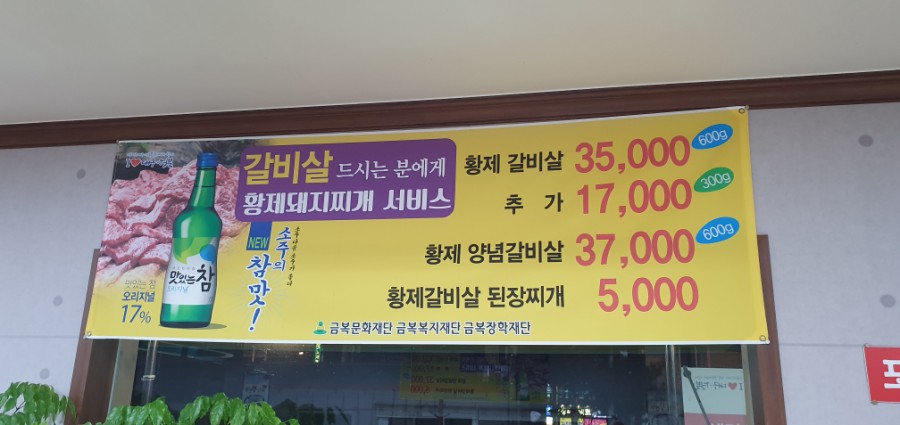 갈비살 드시는 분에게
황제돼지찌개 서비스
황제 갈비살 35,000 600g
추 가 17,000 300g
황제 양념갈비살 37,000 600g
황제갈비살 된장찌개 5,000
NEW
소주의
참맛!
맛있는 참
맛있는 참
오리지널
17%
금복문화재단 금복복지재단 금복장학재단